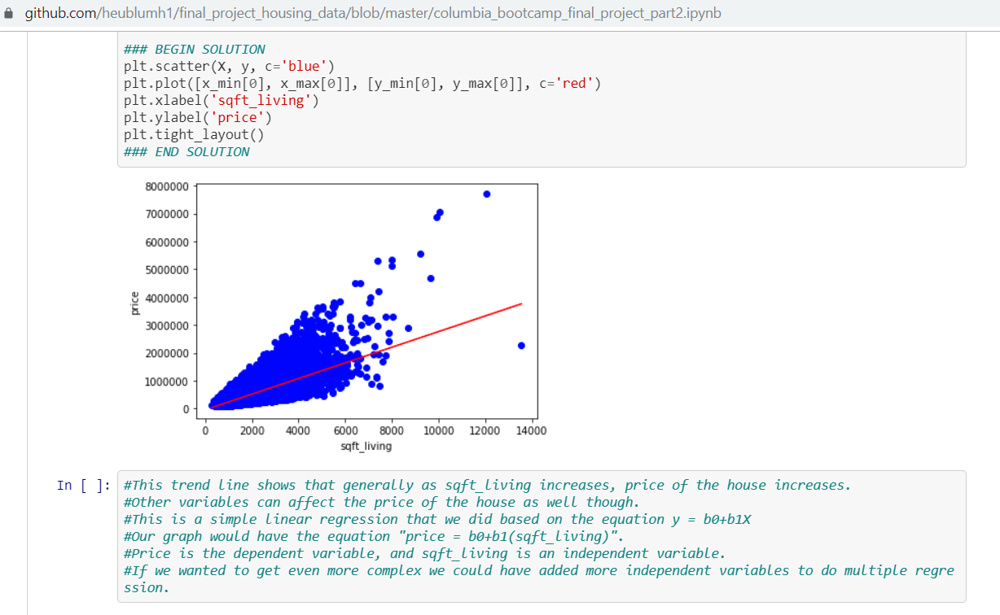 github.com/heublumh1/final_project_housing_data/blob/master/columbia_bootcamp_final_project_part2.ipynb
### BEGIN SOLUTION
plt.scatter(X, y, c='blue')
plt.plot([x_min[0], x_max[0]], [y_min[0], y_max[0]], c='red')
plt.xlabel('sqft_living')
plt.ylabel('price')
plt.tight_layout()
### END SOLUTION
8000000
7000000
6000000
5000000
4000000
3000000
2000000
1000000
0
price
0 2000 4000 6000 8000 10000 12000 14000
sqft_living
In [ ]: #This trend line shows that generally as sqft_living increases, price of the house increases.
#Other variables can affect the price of the house as well though.
#This is a simple linear regression that we did based on the equation y = b0+b1X
#Our graph would have the equation "price = b0+b1(sqft_living)".
#Price is the dependent variable, and sqft_living is an independent variable.
#If we wanted to get even more complex we could have added more independent variables to do multiple regre
ssion.